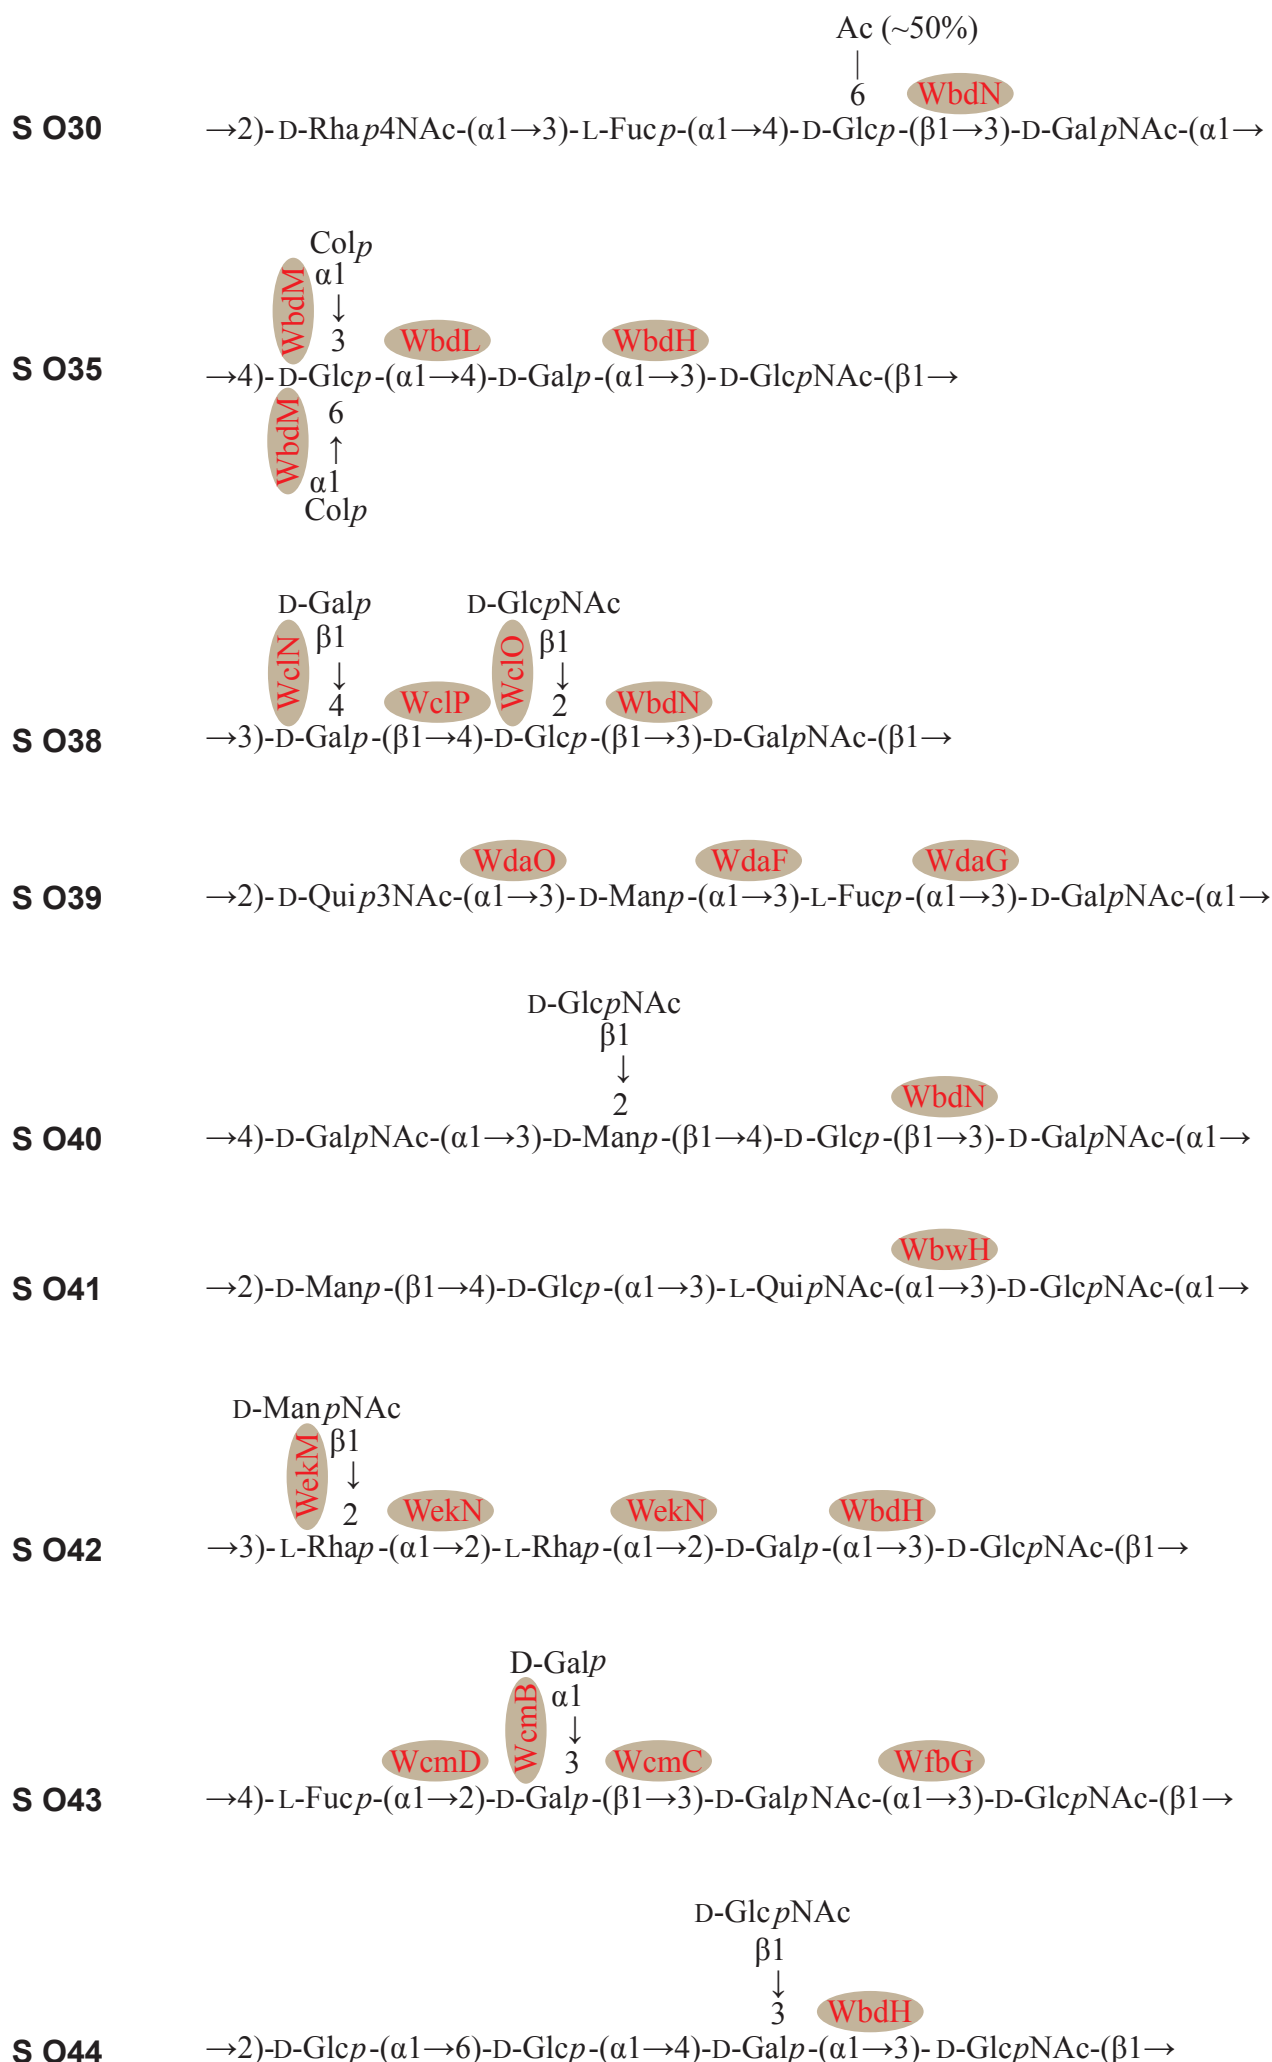 Ac (~50%)
|
6 WbdN
S O30 →2)-D-Rhap4NAc-(α1→3)-L-Fucp-(α1→4)-D-Glcp-(β1→3)-D-GalpNAc-(α1→
Colp
WbdM α1
↓
3 WbdL WbdH
S O35 →4)-D-Glcp-(α1→4)-D-Galp-(α1→3)-D-GlcpNAc-(β1→
WbdM 6
↑
α1
Colp
D-Galp D-GlcpNAc
WclN β1 WclO β1
↓ ↓
4 WclP 2 WbdN
S O38 →3)-D-Galp-(β1→4)-D-Glcp-(β1→3)-D-GalpNAc-(β1→
WdaO WdaF WdaG
S O39 →2)-D-Quip3NAc-(α1→3)-D-Manp-(α1→3)-L-Fucp-(α1→3)-D-GalpNAc-(α1→
D-GlcpNAc
β1
↓
2 WbdN
S O40 →4)-D-GalpNAc-(α1→3)-D-Manp-(β1→4)-D-Glcp-(β1→3)-D-GalpNAc-(α1→
WbwH
S O41 →2)-D-Manp-(β1→4)-D-Glcp-(α1→3)-L-QuipNAc-(α1→3)-D-GlcpNAc-(α1→
D-ManpNAc
WekM β1
↓
2 WekN WekN WbdH
S O42 →3)-L-Rhap-(α1→2)-L-Rhap-(α1→2)-D-Galp-(α1→3)-D-GlcpNAc-(β1→
D-Galp
WcmB α1
↓
WcmD 3 WcmC WfbG
S O43 →4)-L-Fucp-(α1→2)-D-Galp-(β1→3)-D-GalpNAc-(α1→3)-D-GlcpNAc-(β1→
D-GlcpNAc
β1
↓
3 WbdH
S O44 →2)-D-Glcp-(α1→6)-D-Glcp-(α1→4)-D-Galp-(α1→3)-D-GlcpNAc-(β1→